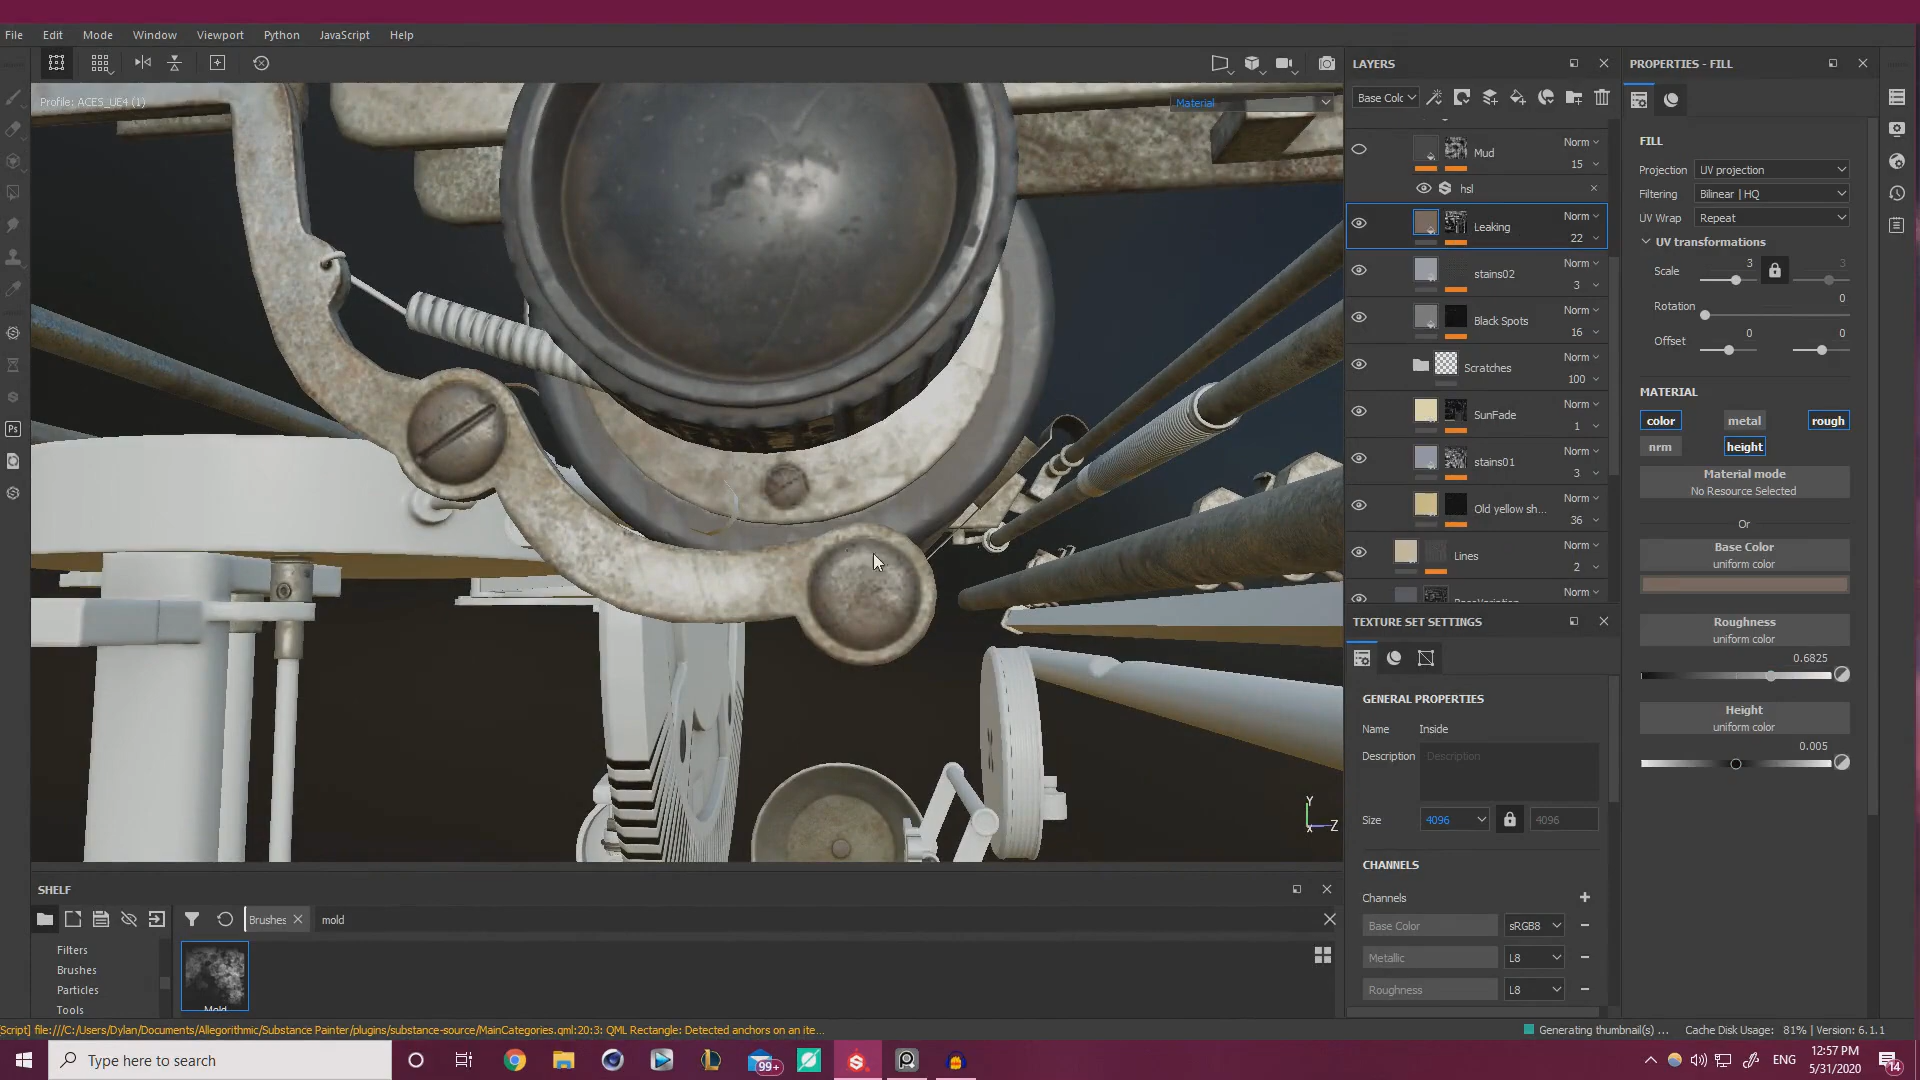 File Edit Mode Window Viewport Python JavaScript Help
Profile: ACES_UE4 (1)
Material
LAYERS
Base Colc
Mud Norm 15
hsl
Leaking Norm 22
stains02 Norm 3
Black Spots Norm 16
Scratches Norm 100
SunFade Norm 1
stains01 Norm 3
Old yellow sh... Norm 36
Lines Norm 2
Norm
TEXTURE SET SETTINGS
GENERAL PROPERTIES
Name Inside
Description Description
Size 4096 4096
CHANNELS
Channels
Base Color sRGB8
Metallic L8
Roughness L8
PROPERTIES - FILL
FILL
Projection UV projection
Filtering Bilinear | HQ
UV Wrap Repeat
UV transformations
Scale 3 3
Rotation 0
Offset 0 0
MATERIAL
color metal rough
nrm height
Material mode
No Resource Selected
Or
Base Color
uniform color
Roughness
uniform color
0.6825
Height
uniform color
0.005
Y
X Z
SHELF
Brushes mold
Filters
Brushes
Particles
Tools
Mold
Script] file:///C:/Users/Dylan/Documents/Allegorithmic/Substance Painter/plugins/substance-source/MainCategories.qml:20:3: QML Rectangle: Detected anchors on an ite...
Generating thumbnail(s) ... Cache Disk Usage: 81% | Version: 6.1.1
Type here to search
Ps
99+
ENG
12:57 PM
5/31/2020
14